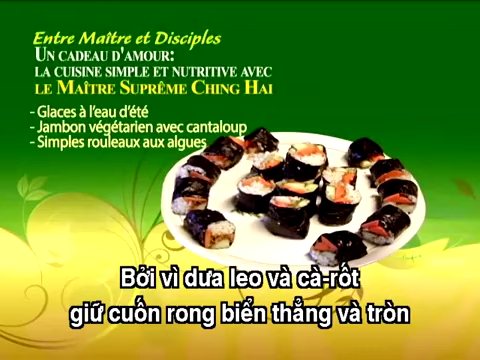 Entre Maître et Disciples
UN CADEAU D'AMOUR:
LA CUISINE SIMPLE ET NUTRITIVE AVEC
LE MAÎTRE SUPRÊME CHING HAI
- Glaces à l'eau d'été
- Jambon végétarien avec cantaloup
- Simples rouleaux aux algues
Bởi vì dưa leo và cà-rốt
giữ cuốn rong biển thẳng và tròn